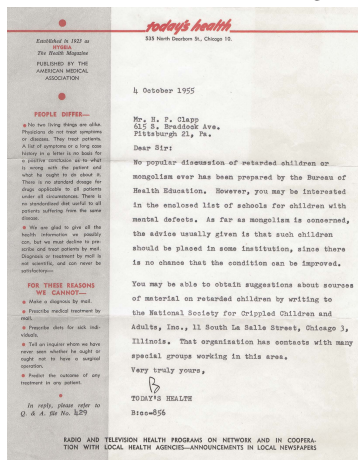 today's health
535 North Dearborn St., Chicago 10.
Established in 1923 as
HYGEIA
The Health Magazine
PUBLISHED BY THE
AMERICAN MEDICAL
ASSOCIATION
PEOPLE DIFFER—
No two living things are alike.
Physicians do not treat symptoms
or diseases. They treat patients.
A list of symptoms or a long case
history in a letter is no basis for
a positive conclusion as to what
is wrong with the patient and
what he ought to do about it.
There is no standard dosage for
drugs applicable to all patients
under all circumstances. There is
no standardized diet useful to all
patients suffering from the same
disease.
We are glad to give all the
health information we possibly
can, but we must decline to pre-
scribe and treat patients by mail.
Diagnosis or treatment by mail is
not scientific, and can never be
satisfactory—
FOR THESE REASONS
WE CANNOT—
Make a diagnosis by mail.
Prescribe medical treatment by
mail.
Prescribe diets for sick indi-
viduals.
Tell an inquirer whom we have
never seen whether he ought or
ought not to have a surgical
operation.
Predict the outcome of any
treatment in any patient.
In reply, please refer to
Q. & A. file No. 429
4 October 1955
Mr. H. P. Clapp
615 S. Braddock Ave.
Pittsburgh 21, Pa.
Dear Sir:
No popular discussion of retarded children or
mongolism ever has been prepared by the Bureau of
Health Education. However, you may be interested
in the enclosed list of schools for children with
mental defects. As far as mongolism is concerned,
the advice usually given is that such children
should be placed in some institution, since there
is no chance that the condition can be improved.
You may be able to obtain suggestions about sources
of material on retarded children by writing to
the National Society for Crippled Children and
Adults, Inc., 11 South La Salle Street, Chicago 3,
Illinois. That organization has contacts with many
special groups working in this area.
Very truly yours,
B
TODAY'S HEALTH
B:cc-856
RADIO AND TELEVISION HEALTH PROGRAMS ON NETWORK AND IN COOPERA-
TION WITH LOCAL HEALTH AGENCIES—ANNOUNCEMENTS IN LOCAL NEWSPAPERS